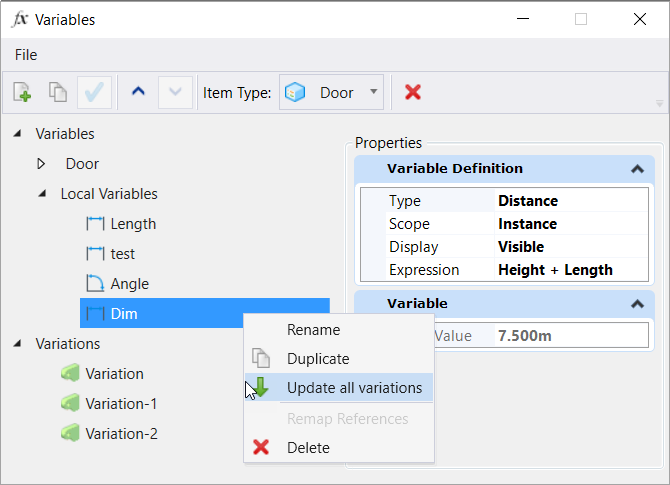 fx Variables
File
Item Type: Door
Variables
Door
Local Variables
Length
test
Angle
Dim
Variations
Variation
Variation-1
Variation-2
Properties
Variable Definition
Type Distance
Scope Instance
Display Visible
Expression Height + Length
Variable
Value 7.500m
Rename
Duplicate
Update all variations
Remap References
Delete